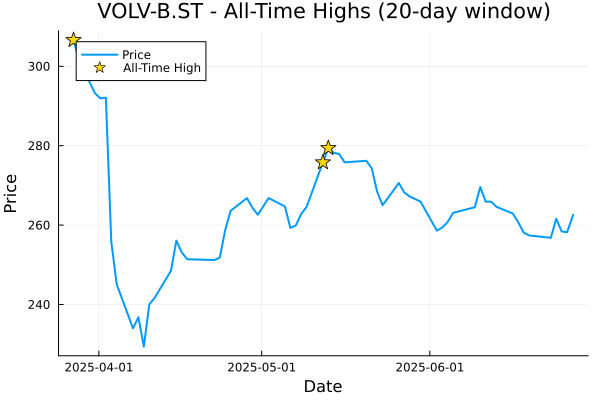 VOLV-B.ST - All-Time Highs (20-day window)
Price
All-Time High
300
280
260
240
Price
2025-04-01
2025-05-01
2025-06-01
Date